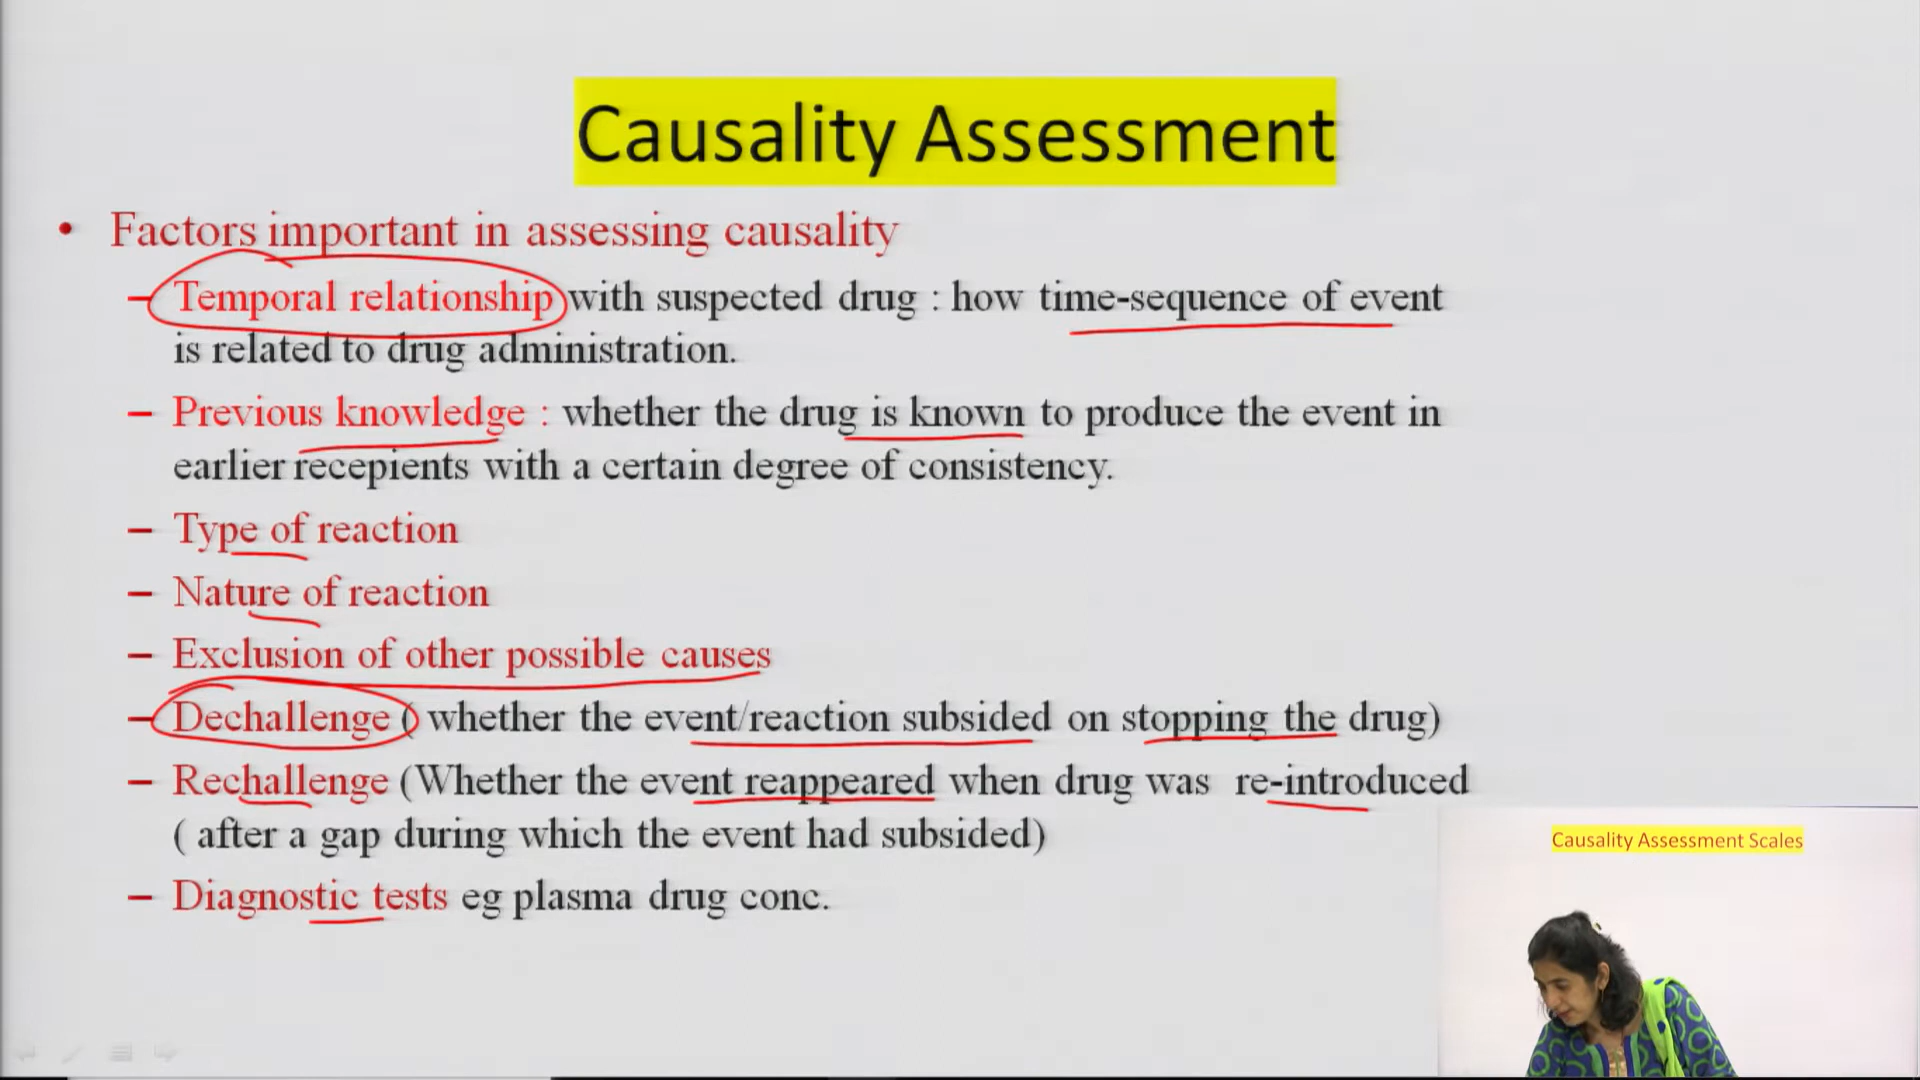 Causality Assessment
• Factors important in assessing causality
– Temporal relationship with suspected drug : how time-sequence of event
is related to drug administration.
– Previous knowledge : whether the drug is known to produce the event in
earlier recepients with a certain degree of consistency.
– Type of reaction
– Nature of reaction
– Exclusion of other possible causes
– Dechallenge ( whether the event/reaction subsided on stopping the drug)
– Rechallenge (Whether the event reappeared when drug was re-introduced
( after a gap during which the event had subsided)
– Diagnostic tests eg plasma drug conc.
Causality Assessment Scales